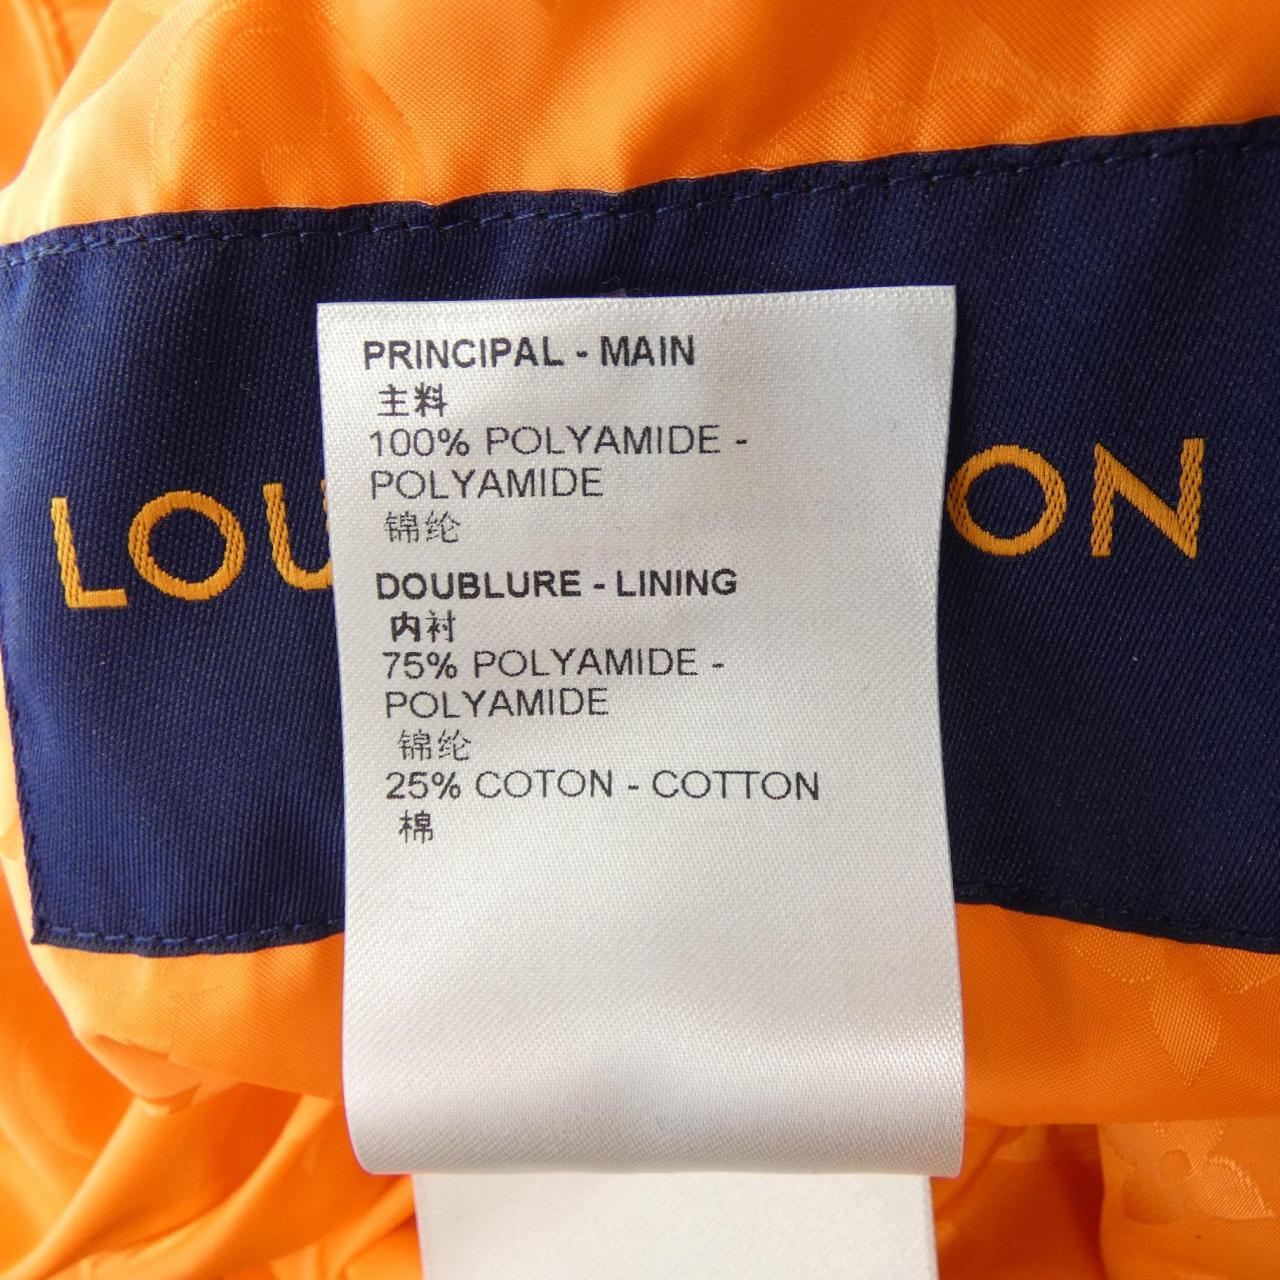 PRINCIPAL - MAIN
主料
100% POLYAMIDE -
POLYAMIDE
锦纶
DOUBLURE - LINING
内衬
75% POLYAMIDE -
POLYAMIDE
锦纶
25% COTON - COTTON
棉
LOU
ON